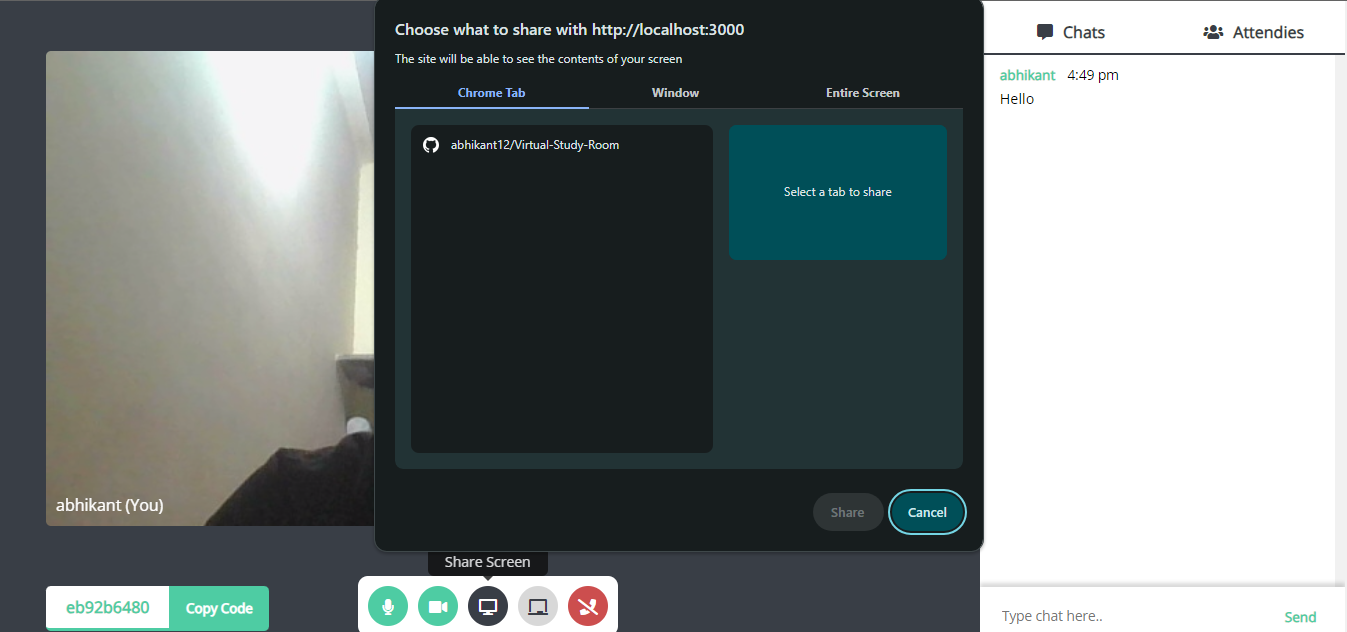 Choose what to share with http://localhost:3000
The site will be able to see the contents of your screen
Chrome Tab
Window
Entire Screen
abhikant12/Virtual-Study-Room
Select a tab to share
Share
Cancel
abhikant (You)
Share Screen
eb92b6480
Copy Code
Chats
Attendies
abhikant 4:49 pm
Hello
Type chat here..
Send